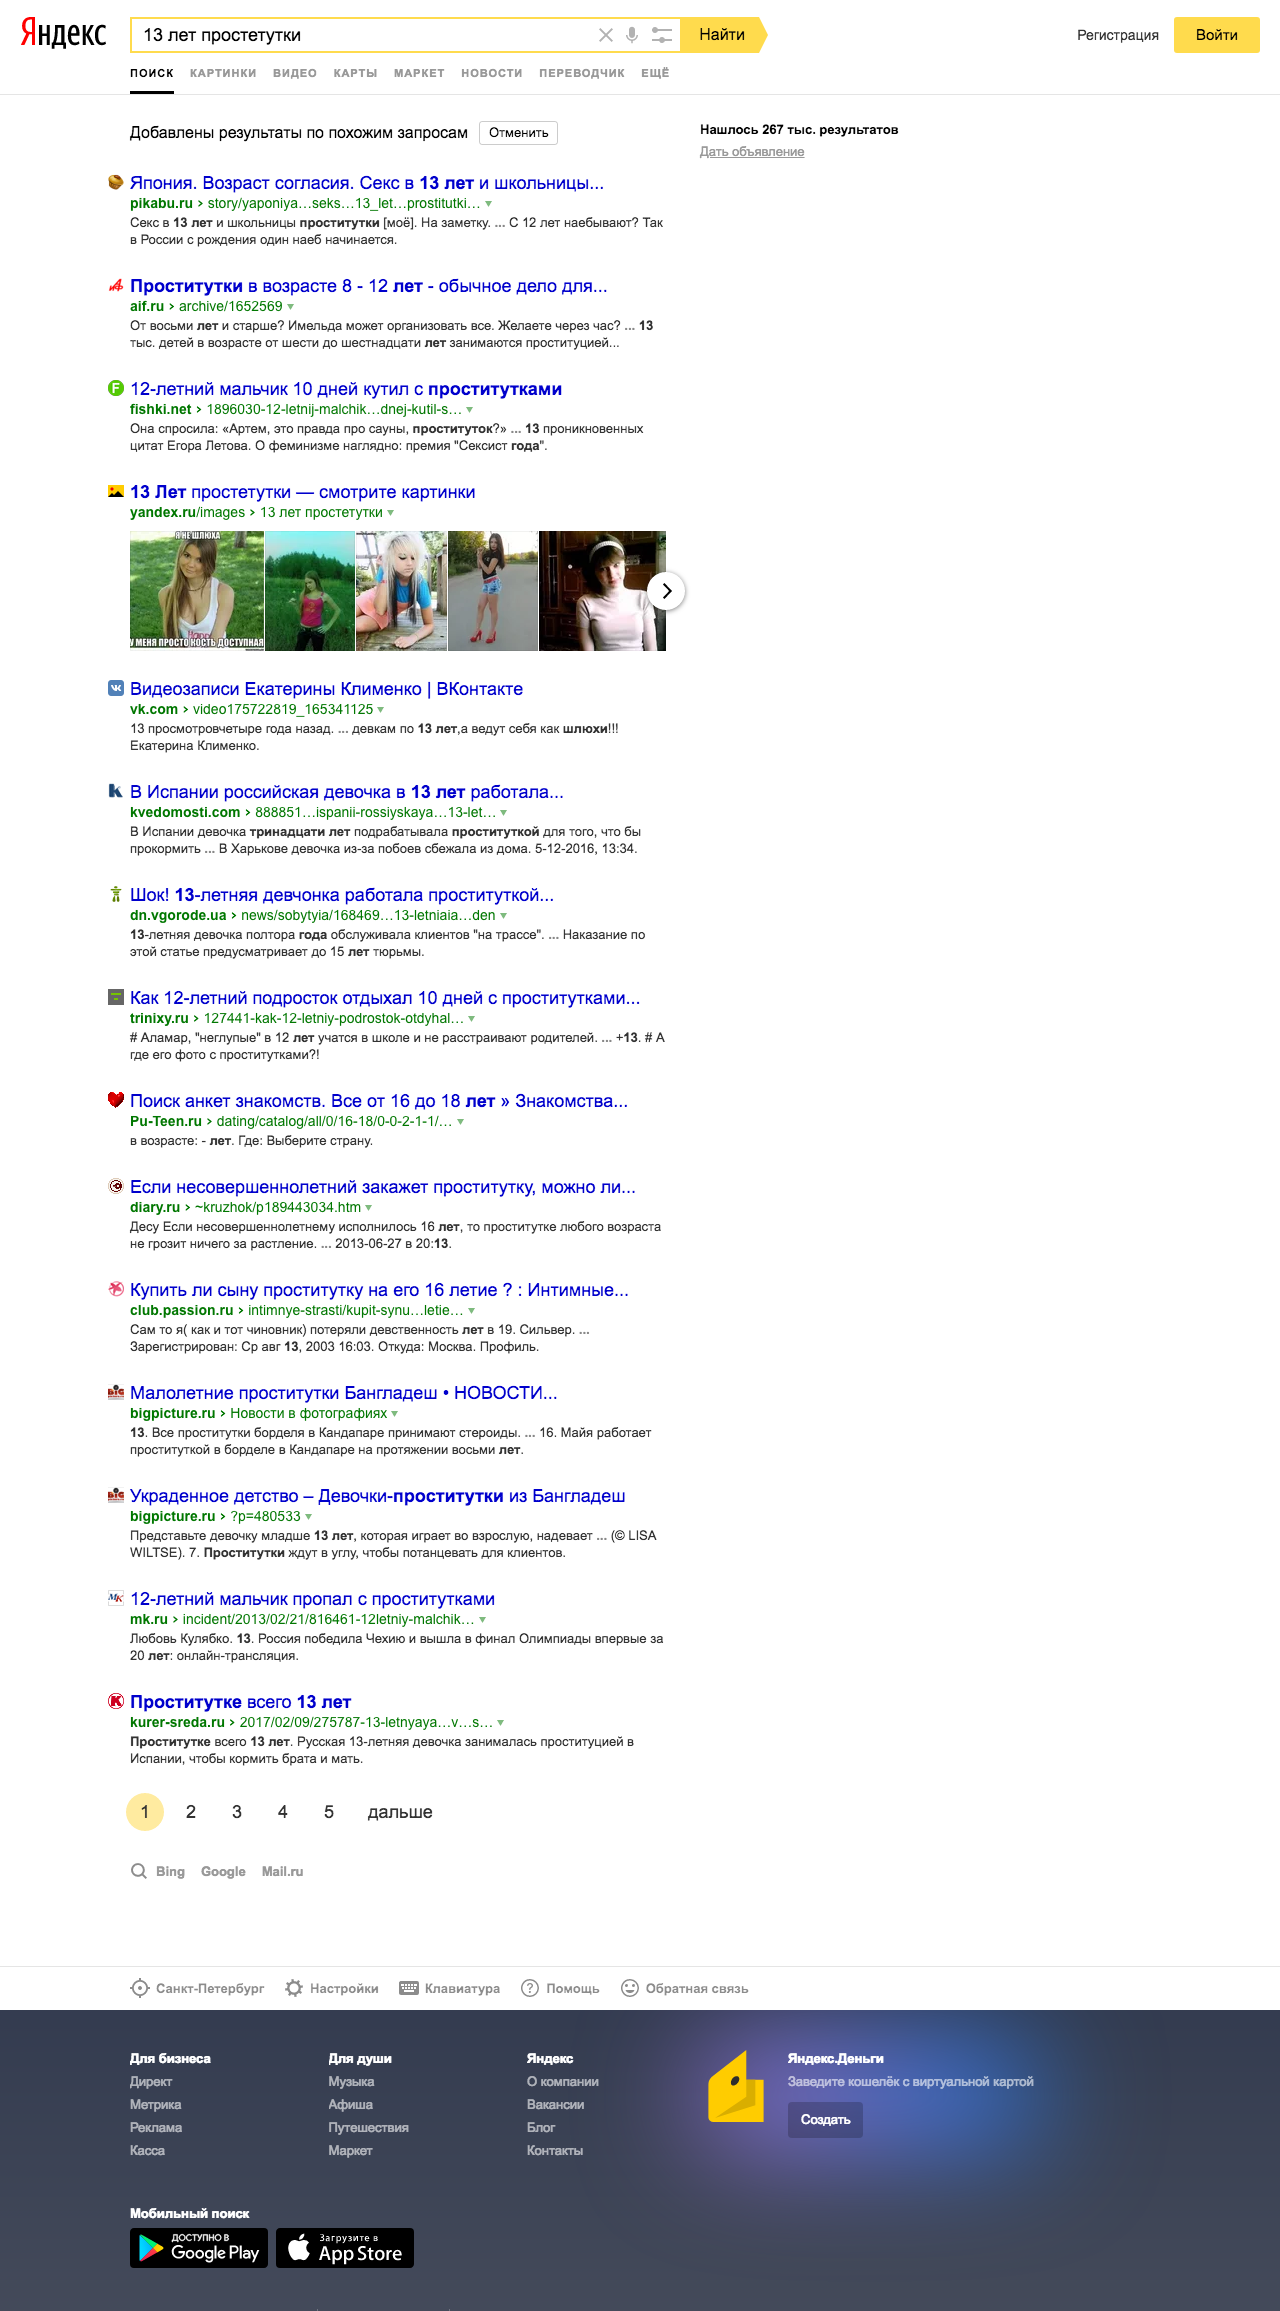 Яндекс
13 лет простетутки
Найти
Регистрация
Войти
ПОИСК КАРТИНКИ ВИДЕО КАРТЫ МАРКЕТ НОВОСТИ ПЕРЕВОДЧИК ЕЩЁ
Добавлены результаты по похожим запросам Отменить
Нашлось 267 тыс. результатов
Дать объявление
Япония. Возраст согласия. Секс в 13 лет и школьницы...
pikabu.ru › story/yaponiya…seks…13_let…prostitutki…
Секс в 13 лет и школьницы проститутки [моё]. На заметку. ... С 12 лет наебывают? Так
в России с рождения один наеб начинается.
Проститутки в возрасте 8 - 12 лет - обычное дело для...
aif.ru › archive/1652569
От восьми лет и старше? Имельда может организовать все. Желаете через час? ... 13
тыс. детей в возрасте от шести до шестнадцати лет занимаются проституцией...
12-летний мальчик 10 дней кутил с проститутками
fishki.net › 1896030-12-letnij-malchik…dnej-kutil-s…
Она спросила: «Артем, это правда про сауны, проституток?» ... 13 проникновенных
цитат Егора Летова. О феминизме наглядно: премия "Сексист года".
13 Лет простетутки — смотрите картинки
yandex.ru/images › 13 лет простетутки
Я НЕ ШЛЮХА
У МЕНЯ ПРОСТО КОСТЬ ДОСТУПНАЯ
Видеозаписи Екатерины Клименко | ВКонтакте
vk.com › video175722819_165341125
13 просмотровчетыре года назад. ... девкам по 13 лет,а ведут себя как шлюхи!!!
Екатерина Клименко.
В Испании российская девочка в 13 лет работала...
kvedomosti.com › 888851…ispanii-rossiyskaya…13-let…
В Испании девочка тринадцати лет подрабатывала проституткой для того, что бы
прокормить ... В Харькове девочка из-за побоев сбежала из дома. 5-12-2016, 13:34.
Шок! 13-летняя девчонка работала проституткой...
dn.vgorode.ua › news/sobytyia/168469…13-letniaia…den
13-летняя девочка полтора года обслуживала клиентов "на трассе". ... Наказание по
этой статье предусматривает до 15 лет тюрьмы.
Как 12-летний подросток отдыхал 10 дней с проститутками...
trinixy.ru › 127441-kak-12-letniy-podrostok-otdyhal…
# Аламар, "неглупые" в 12 лет учатся в школе и не расстраивают родителей. ... +13. # А
где его фото с проститутками?!
Поиск анкет знакомств. Все от 16 до 18 лет » Знакомства...
Pu-Teen.ru › dating/catalog/all/0/16-18/0-0-2-1-1/…
в возрасте: - лет. Где: Выберите страну.
Если несовершеннолетний закажет проститутку, можно ли...
diary.ru › ~kruzhok/p189443034.htm
Десу Если несовершеннолетнему исполнилось 16 лет, то проститутке любого возраста
не грозит ничего за растление. ... 2013-06-27 в 20:13.
Купить ли сыну проститутку на его 16 летие ? : Интимные...
club.passion.ru › intimnye-strasti/kupit-synu…letie…
Сам то я( как и тот чиновник) потеряли девственность лет в 19. Сильвер. ...
Зарегистрирован: Ср авг 13, 2003 16:03. Откуда: Москва. Профиль.
Малолетние проститутки Бангладеш • НОВОСТИ...
bigpicture.ru › Новости в фотографиях
13. Все проститутки борделя в Кандапаре принимают стероиды. ... 16. Майя работает
проституткой в борделе в Кандапаре на протяжении восьми лет.
Украденное детство – Девочки-проститутки из Бангладеш
bigpicture.ru › ?p=480533
Представьте девочку младше 13 лет, которая играет во взрослую, надевает ... (© LISA
WILTSE). 7. Проститутки ждут в углу, чтобы потанцевать для клиентов.
12-летний мальчик пропал с проститутками
mk.ru › incident/2013/02/21/816461-12letniy-malchik…
Любовь Кулябко. 13. Россия победила Чехию и вышла в финал Олимпиады впервые за
20 лет: онлайн-трансляция.
Проститутке всего 13 лет
kurer-sreda.ru › 2017/02/09/275787-13-letnyaya…v…s…
Проститутке всего 13 лет. Русская 13-летняя девочка занималась проституцией в
Испании, чтобы кормить брата и мать.
1 2 3 4 5 дальше
Bing Google Mail.ru
Санкт-Петербург Настройки Клавиатура Помощь Обратная связь
Для бизнеса
Директ
Метрика
Реклама
Касса
Для души
Музыка
Афиша
Путешествия
Маркет
Яндекс
О компании
Вакансии
Блог
Контакты
Яндекс.Деньги
Заведите кошелёк с виртуальной картой
Создать
Мобильный поиск
ДОСТУПНО В
Google Play
Загрузите в
App Store